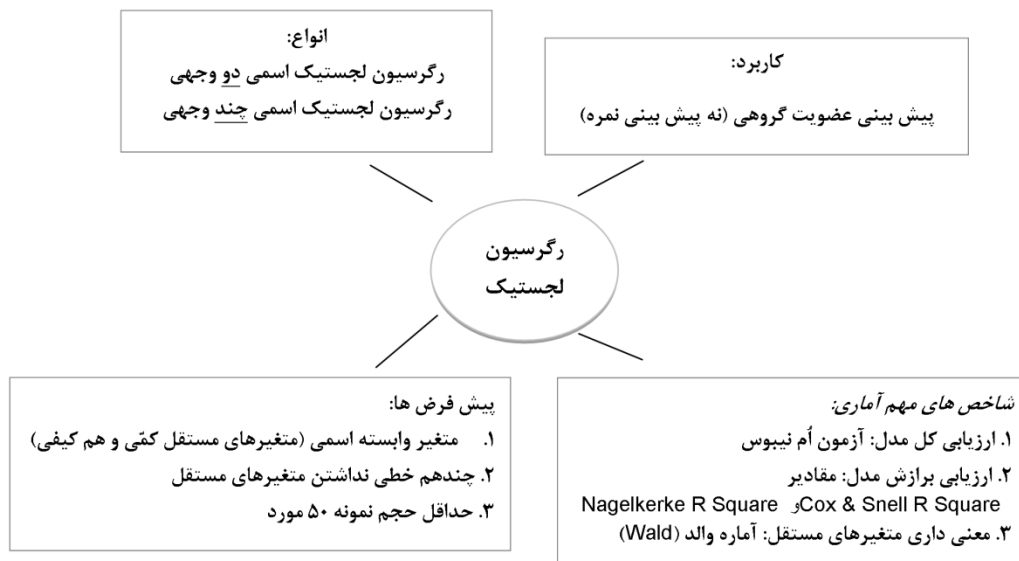 انواع:
رگرسیون لجستیک اسمی دو وجهی
رگرسیون لجستیک اسمی چند وجهی
کاربرد:
پیش بینی عضویت گروهی (نه پیش بینی نمره)
رگرسیون
لجستیک
پیش فرض ها:
۱. متغیر وابسته اسمی (متغیرهای مستقل کمّی و هم کیفی)
۲. چندهم خطی نداشتن متغیرهای مستقل
۳. حداقل حجم نمونه ۵۰ مورد
شاخص های مهم آماری:
۱. ارزیابی کل مدل: آزمون اُم نیبوس
۲. ارزیابی برازش مدل: مقادیر
Cox & Snell R Square و Nagelkerke R Square
۳. معنی داری متغیرهای مستقل: آماره والد (Wald)